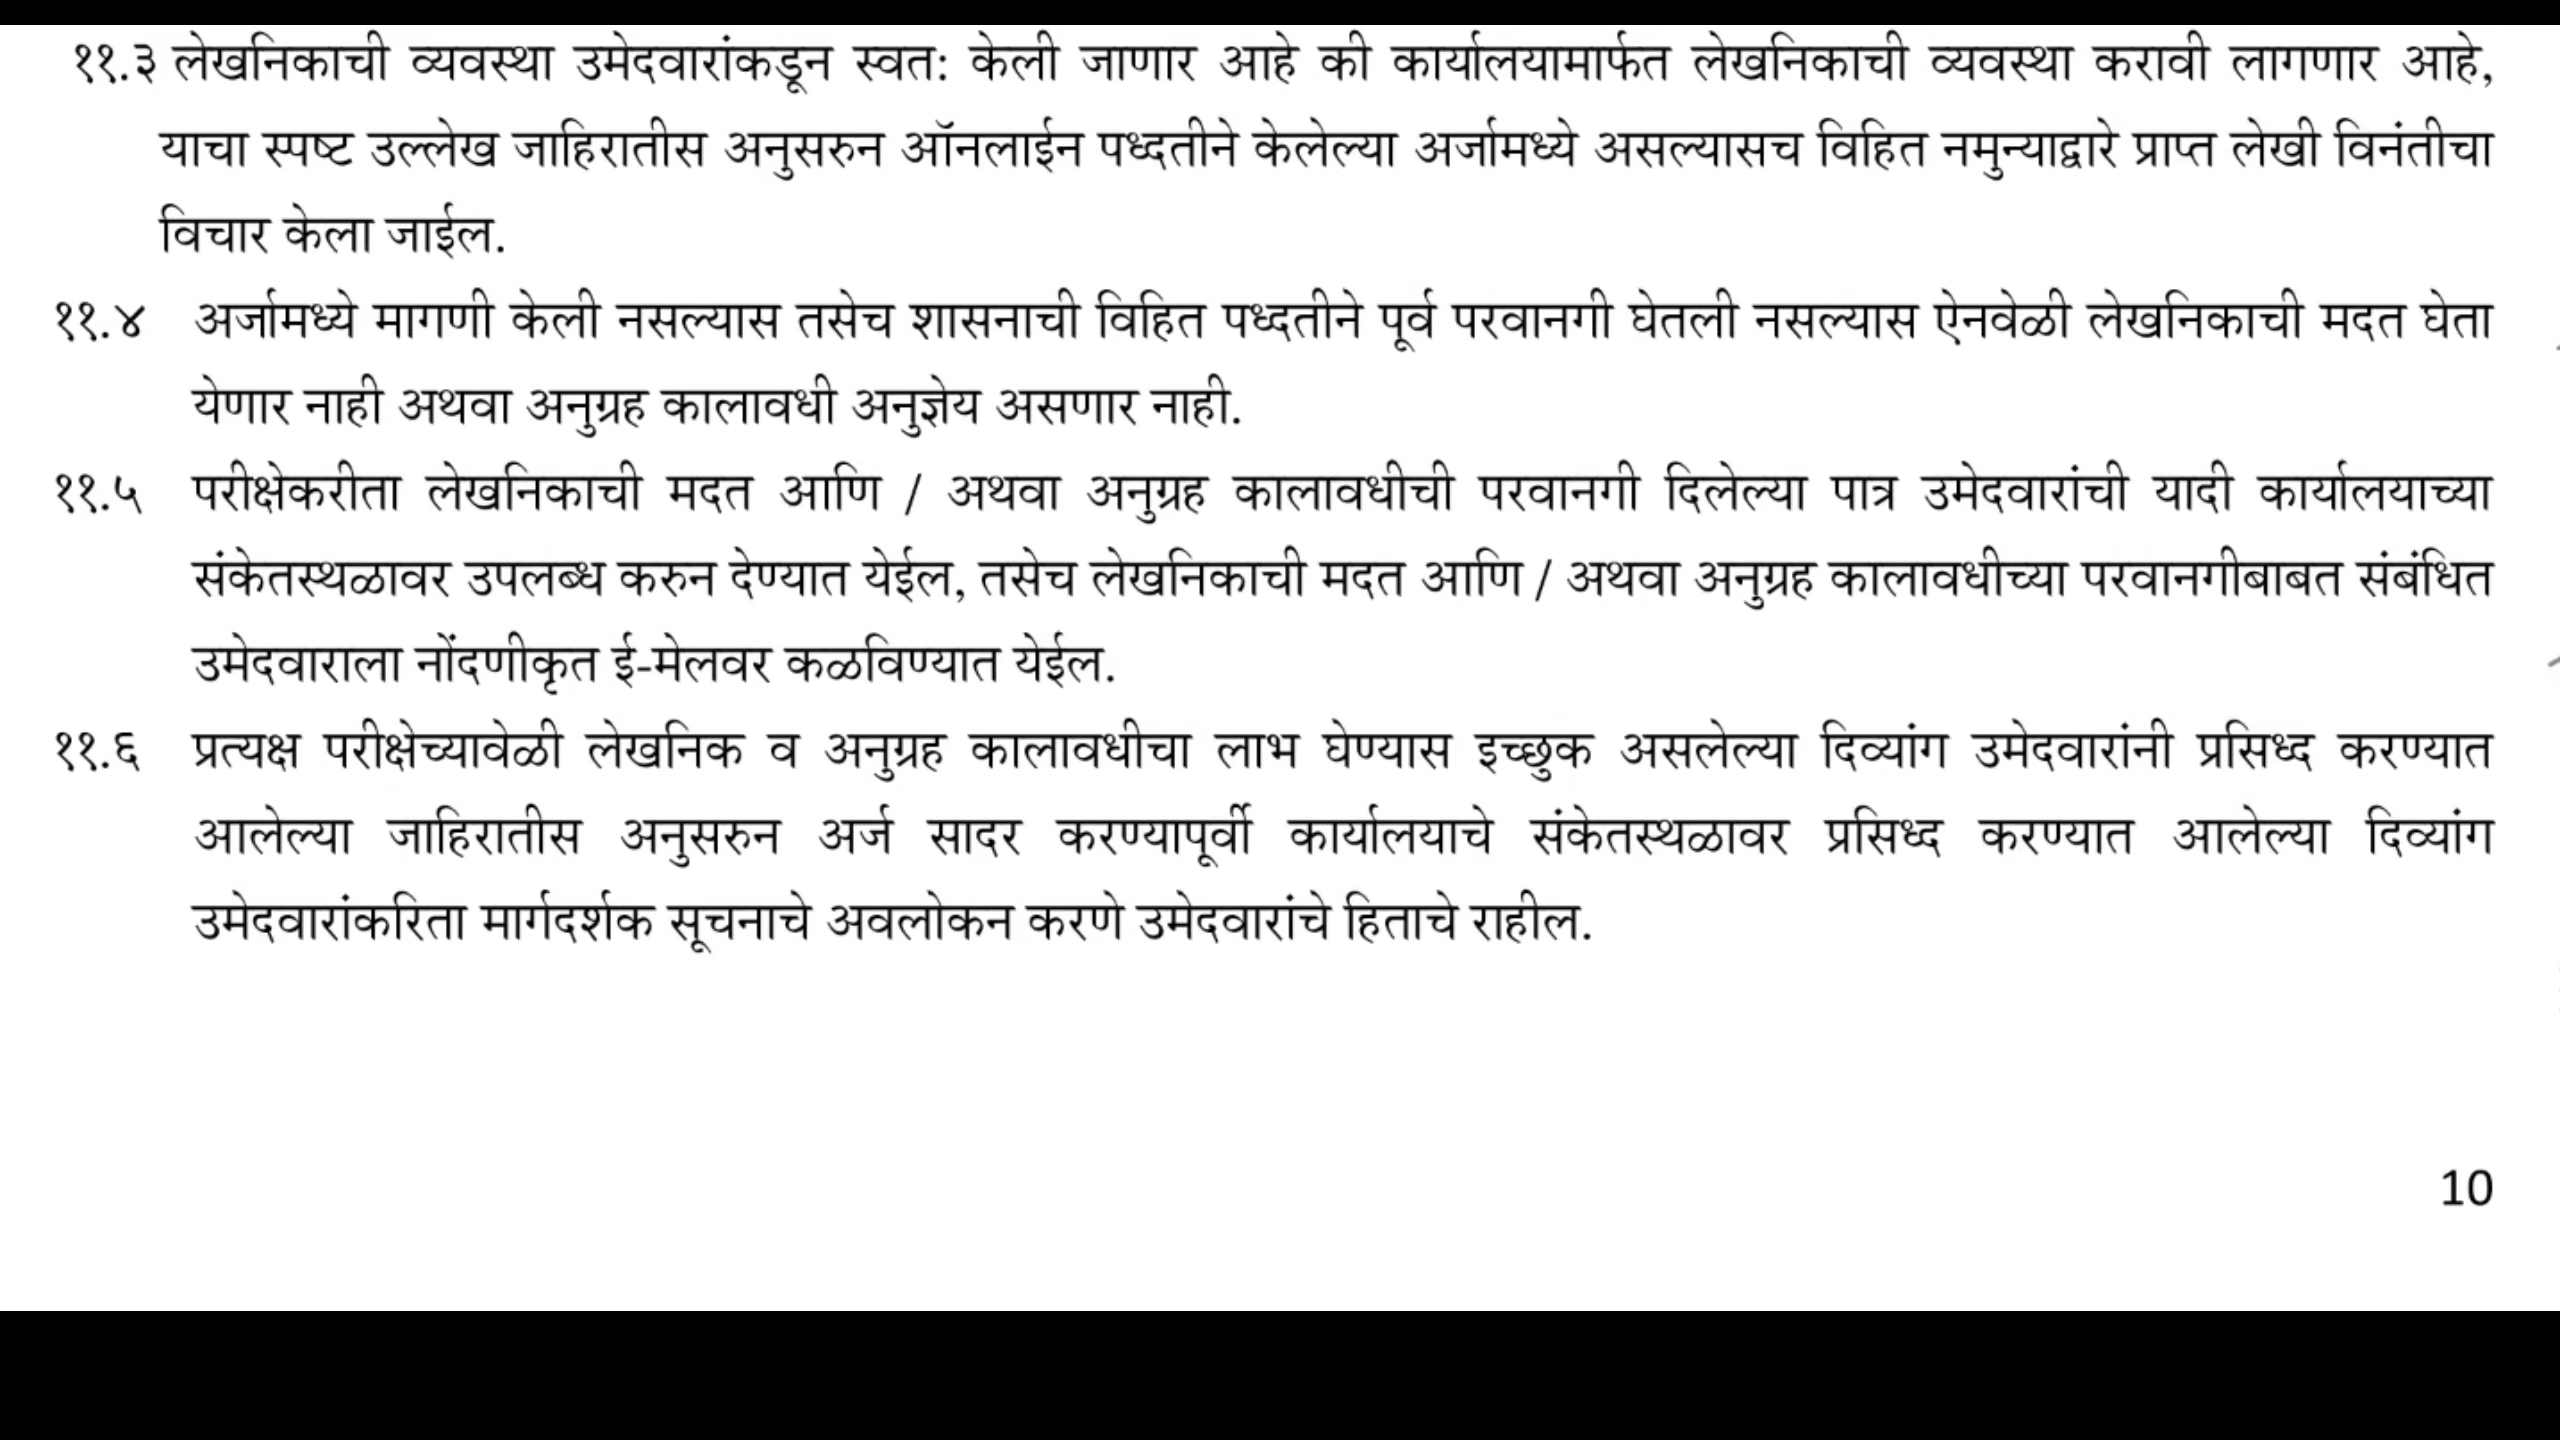 ११.३ लेखनिकाची व्यवस्था उमेदवारांकडून स्वत: केली जाणार आहे की कार्यालयामार्फत लेखनिकाची व्यवस्था करावी लागणार आहे,
याचा स्पष्ट उल्लेख जाहिरातीस अनुसरुन ऑनलाईन पध्दतीने केलेल्या अर्जामध्ये असल्यासच विहित नमुन्याद्वारे प्राप्त लेखी विनंतीचा
विचार केला जाईल.
११.४ अर्जामध्ये मागणी केली नसल्यास तसेच शासनाची विहित पध्दतीने पूर्व परवानगी घेतली नसल्यास ऐनवेळी लेखनिकाची मदत घेता
येणार नाही अथवा अनुग्रह कालावधी अनुज्ञेय असणार नाही.
११.५ परीक्षेकरीता लेखनिकाची मदत आणि / अथवा अनुग्रह कालावधीची परवानगी दिलेल्या पात्र उमेदवारांची यादी कार्यालयाच्या
संकेतस्थळावर उपलब्ध करुन देण्यात येईल, तसेच लेखनिकाची मदत आणि / अथवा अनुग्रह कालावधीच्या परवानगीबाबत संबंधित
उमेदवाराला नोंदणीकृत ई-मेलवर कळविण्यात येईल.
११.६ प्रत्यक्ष परीक्षेच्यावेळी लेखनिक व अनुग्रह कालावधीचा लाभ घेण्यास इच्छुक असलेल्या दिव्यांग उमेदवारांनी प्रसिध्द करण्यात
आलेल्या जाहिरातीस अनुसरुन अर्ज सादर करण्यापूर्वी कार्यालयाचे संकेतस्थळावर प्रसिध्द करण्यात आलेल्या दिव्यांग
उमेदवारांकरिता मार्गदर्शक सूचनाचे अवलोकन करणे उमेदवारांचे हिताचे राहील.
10